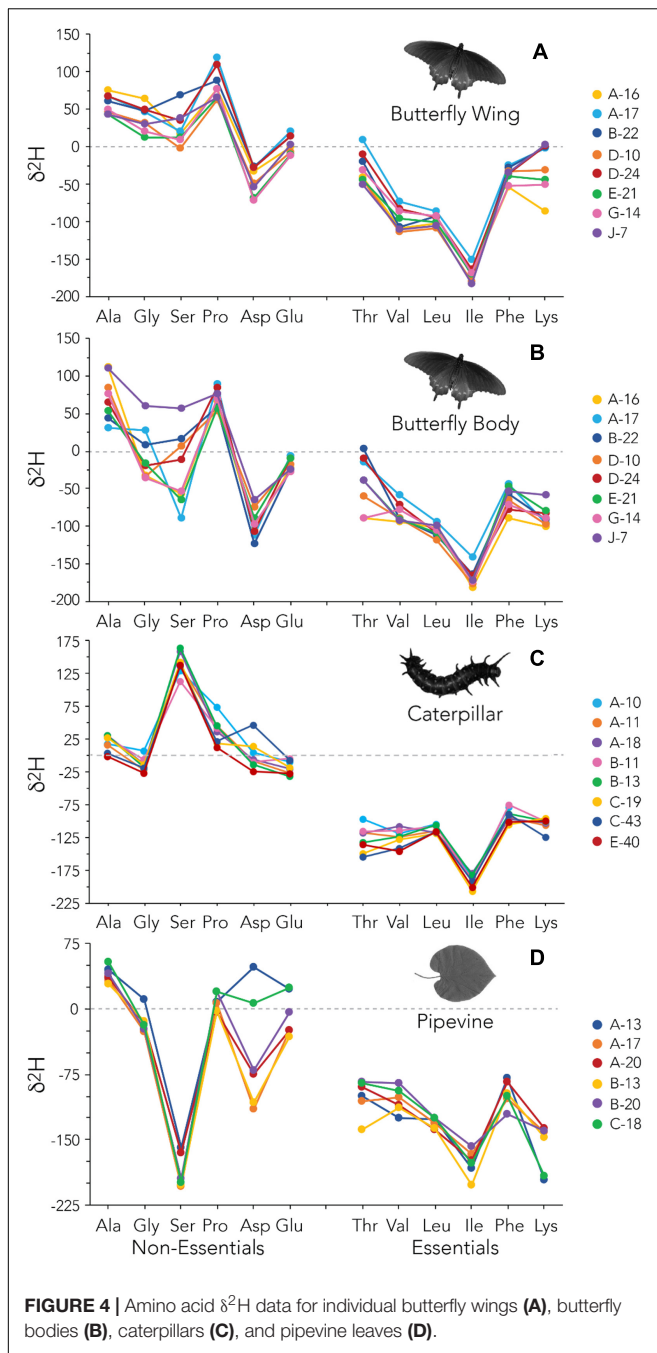 A
150
100
50
0
-50
-100
-150
-200
δ²H
Butterfly Wing
A-16
A-17
B-22
D-10
D-24
E-21
G-14
J-7
Ala Gly Ser Pro Asp Glu Thr Val Leu Ile Phe Lys
B
150
100
50
0
-50
-100
-150
-200
δ²H
Butterfly Body
A-16
A-17
B-22
D-10
D-24
E-21
G-14
J-7
Ala Gly Ser Pro Asp Glu Thr Val Leu Ile Phe Lys
C
175
125
75
25
-25
-75
-125
-175
-225
δ²H
Caterpillar
A-10
A-11
A-18
B-11
B-13
C-19
C-43
E-40
Ala Gly Ser Pro Asp Glu Thr Val Leu Ile Phe Lys
D
75
0
-75
-150
-225
δ²H
Pipevine
A-13
A-17
A-20
B-13
B-20
C-18
Ala Gly Ser Pro Asp Glu Thr Val Leu Ile Phe Lys
Non-Essentials Essentials
FIGURE 4 | Amino acid δ²H data for individual butterfly wings (A), butterfly
bodies (B), caterpillars (C), and pipevine leaves (D).